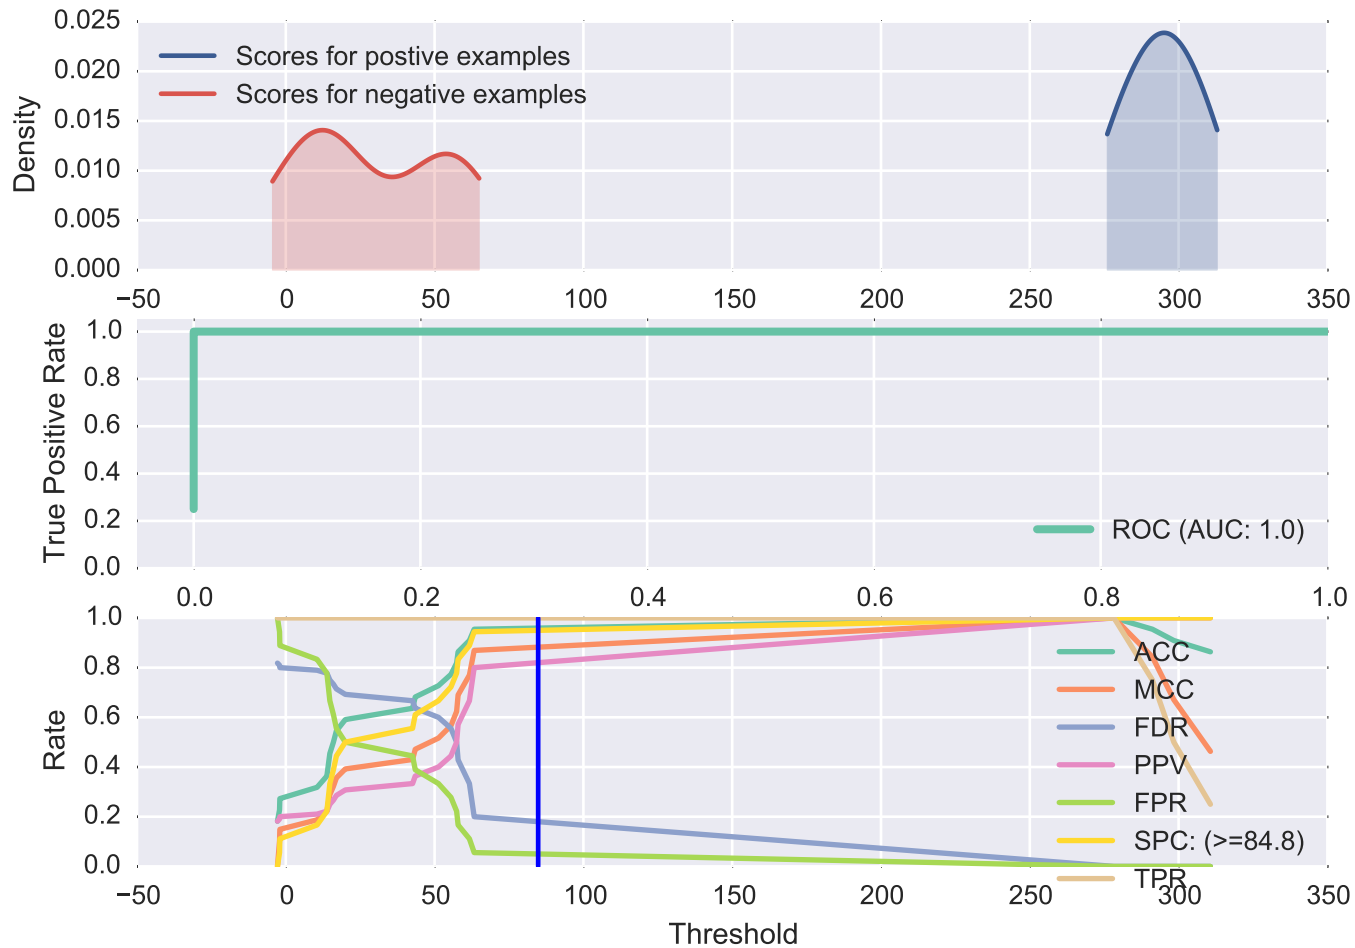 0.025
0.020
0.015
0.010
0.005
0.000
Density
Scores for postive examples
Scores for negative examples
−50 0 50 100 150 200 250 300 350
1.0
0.8
0.6
0.4
0.2
0.0
True Positive Rate
ROC (AUC: 1.0)
0.0 0.2 0.4 0.6 0.8 1.0
1.0
0.8
0.6
0.4
0.2
0.0
Rate
ACC
MCC
FDR
PPV
FPR
SPC: (>=84.8)
TPR
−50 0 50 100 150 200 250 300 350
Threshold